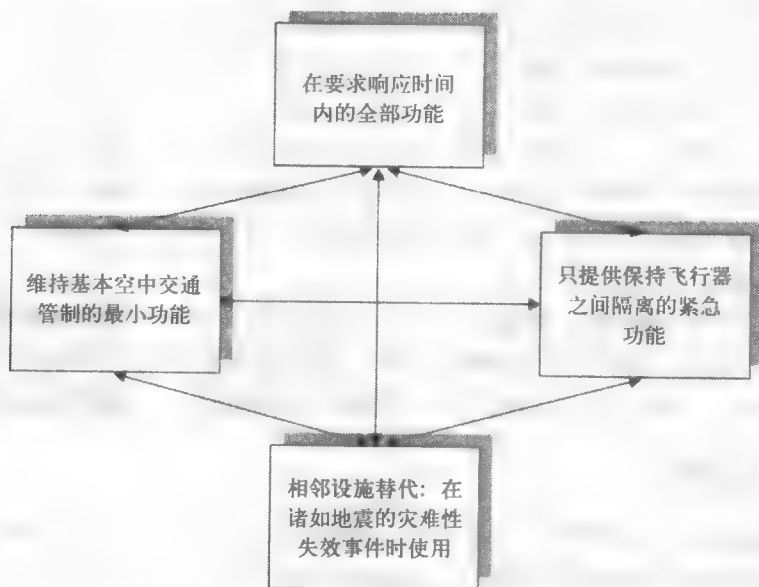 在要求响应时间
内的全部功能
维持基本空中交通
管制的最小功能
只提供保持飞行器
之间隔离的紧急
功能
相邻设施替代：在
诸如地震的灾难性
失效事件时使用